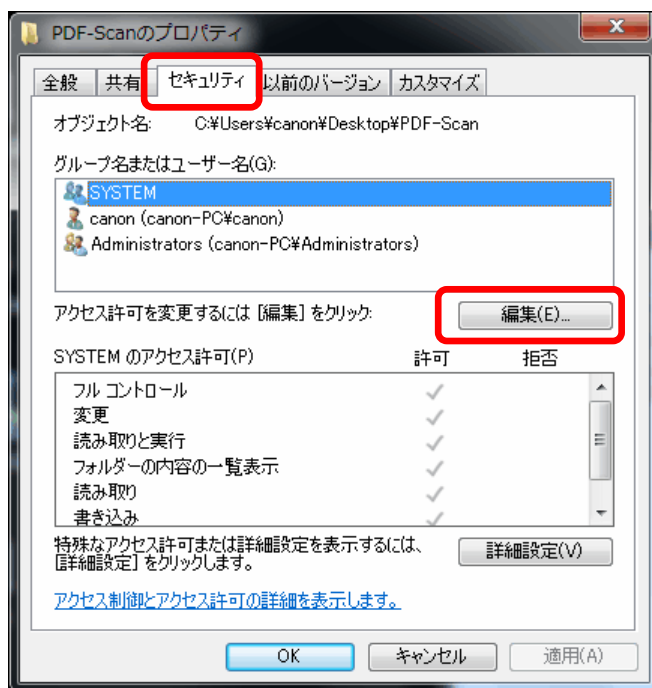 PDF-Scanのプロパティ
全般 共有 セキュリティ 以前のバージョン カスタマイズ
オブジェクト名: C:¥Users¥canon¥Desktop¥PDF-Scan
グループ名またはユーザー名(G):
SYSTEM
canon (canon-PC¥canon)
Administrators (canon-PC¥Administrators)
アクセス許可を変更するには [編集] をクリック: 編集(E)...
SYSTEM のアクセス許可(P) 許可 拒否
フル コントロール
変更
読み取りと実行
フォルダーの内容の一覧表示
読み取り
書き込み
特殊なアクセス許可または詳細設定を表示するには、 詳細設定(V)
[詳細設定] をクリックします。
アクセス制御とアクセス許可の詳細を表示します。
OK キャンセル 適用(A)